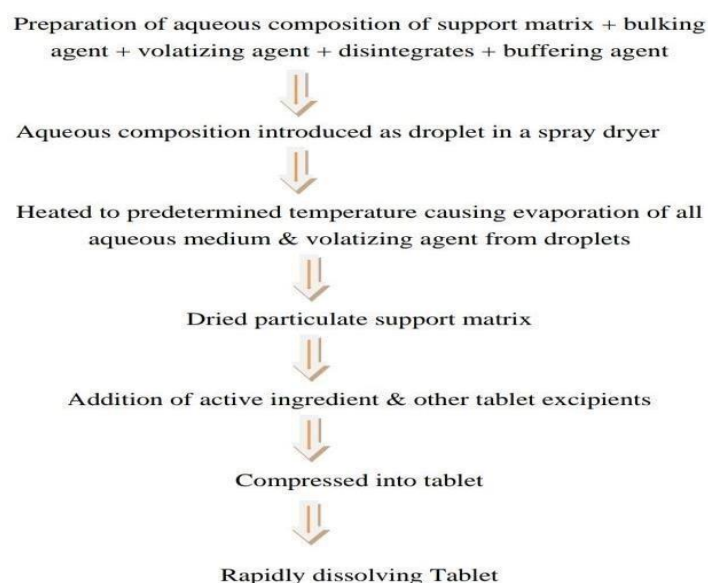 Preparation of aqueous composition of support matrix + bulking
agent + volatizing agent + disintegrates + buffering agent
Aqueous composition introduced as droplet in a spray dryer
Heated to predetermined temperature causing evaporation of all
aqueous medium & volatizing agent from droplets
Dried particulate support matrix
Addition of active ingredient & other tablet excipients
Compressed into tablet
Rapidly dissolving Tablet